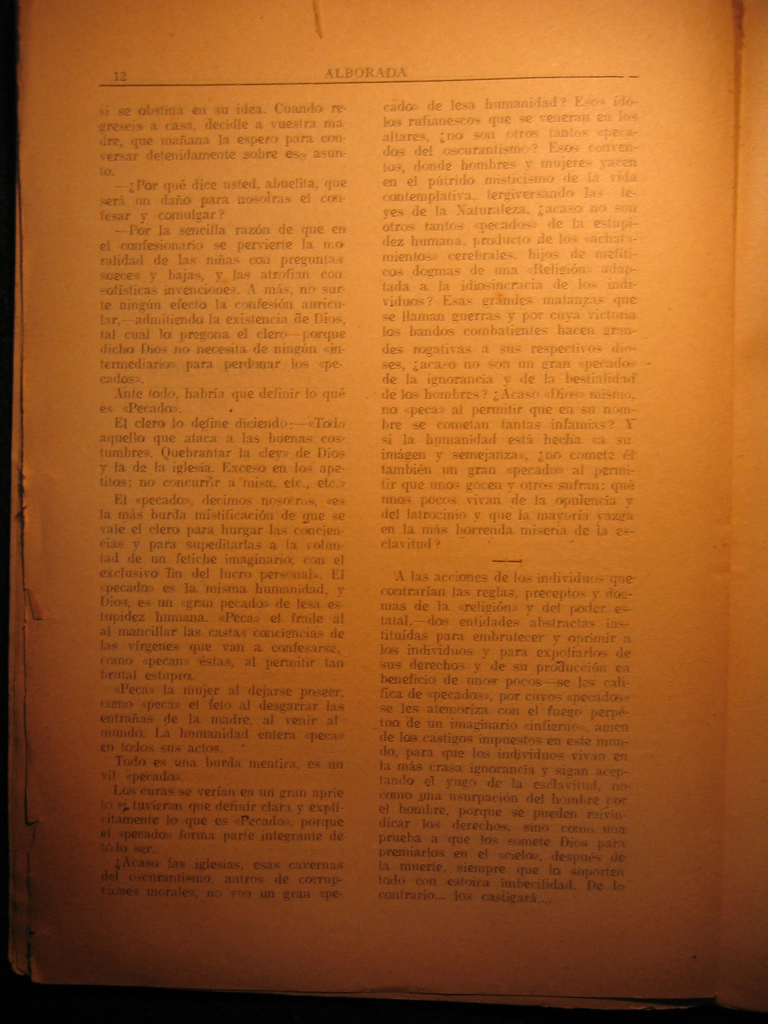 12
ALBORADA
si se obstina en su idea. Cuando re-
greseis a casa, decidle a vuestra ma-
dre, que mañana la espero para con-
versar detenidamente sobre ese asun-
to.
—¿Por qué dice usted, abuelita, que
será un daño para nosotras el con-
fesar y comulgar?
—Por la sencilla razón de que en
el confesionario se pervierte la mo-
ralidad de las niñas con preguntas
soeces y bajas, y las atrofian con
sofísticas invenciones. A más, no sur-
te ningún efecto la confesión auricu-
lar,—admitiendo la existencia de Dios,
tal cual lo pregona el clero—porque
dicho Dios no necesita de ningún «in-
termediario» para perdonar los «pe-
cados».
Ante todo, habría que definir lo qué
es «Pecado».
El clero lo define diciendo:—«Todo
aquello que ataca a las buenas cos-
tumbres. Quebrantar la «ley» de Dios
y la de la iglesia. Exceso en los ape-
titos; no concurrir a misa, etc., etc.»
El «pecado», decimos nosotros, «es
la más burda mistificación de que se
vale el clero para hurgar las concien-
cias y para supeditarlas a la volun-
tad de un fetiche imaginario, con el
exclusivo fin del lucro personal». El
«pecado» es la misma humanidad, y
Dios, es un «gran pecado» de lesa es-
tupidez humana. «Peca» el fraile al
al mancillar las castas conciencias de
las vírgenes que van a confesarse,
como «pecan» éstas, al permitir tan
brutal estupro.
«Peca» la mujer al dejarse poseer,
como «peca» el feto al desgarrar las
entrañas de la madre, al venir al
mundo. La humanidad entera «peca»
en todos sus actos.
Todo es una burda mentira, es un
vil «pecado».
Los curas se verían en un gran aprie
to si tuvieran que definir clara y explí-
citamente lo que es «Pecado», porque
el «pecado» forma parte integrante de
todo ser.
¿Acaso las iglesias, esas cavernas
del oscurantismo, antros de corrup-
ciones morales, no son un gran «pe-
cado» de lesa humanidad? Esos ído-
los rufianescos que se veneran en los
altares, ¿no son otros tantos «peca-
dos del oscurantismo? Esos conven-
tos, donde hombres y mujeres yacen
en el pútrido misticismo de la vida
contemplativa, tergiversando las le-
yes de la Naturaleza, ¿acaso no son
otros tantos «pecados» de la estupi-
dez humana, producto de los «achata-
mientos» cerebrales, hijos de mefíti-
cos dogmas de una «Religión» adap-
tada a la idiosincracia de los indi-
viduos? Esas grandes matanzas que
se llaman guerras y por cuya victoria
los bandos combatientes hacen gran-
des rogativas a sus respectivos dio-
ses, ¿acaso no son un gran «pecado»
de la ignorancia y de la bestialidad
de los hombres? ¿Acaso «Dios» mismo,
no «peca» al permitir que en su nom-
bre se cometan tantas infamias? Y
si la humanidad está hecha «a su
imágen y semejanza», ¿no comete él
también un gran «pecado» al permi-
tir que unos gocen y otros sufran; qué
unos pocos vivan de la opulencia y
del latrocinio y que la mayoría yazga
en la más horrenda miseria de la es-
clavitud?
A las acciones de los individuos que
contrarían las reglas, preceptos y dog-
mas de la «religión» y del poder es-
tatal,—dos entidades abstractas ins-
tituídas para embrutecer y oprimir a
los individuos y para expoliarlos de
sus derechos y de su producción en
beneficio de unos pocos—se les cali-
fica de «pecados», por cuyos «pecados»
se les atemoriza con el fuego perpé-
tuo de un imaginario «infierno», amen
de los castigos impuestos en este mun-
do, para que los individuos vivan en
la más crasa ignorancia y sigan acep-
tando el yugo de la esclavitud, no
como una usurpación del hombre por
el hombre, porque se pueden reivin-
dicar los derechos, sino como una
prueba a que los somete Dios para
premiarlos en el «cielo», después de
la muerte, siempre que lo soporten
todo con estoica imbecilidad. De lo
contrario... los castigará...